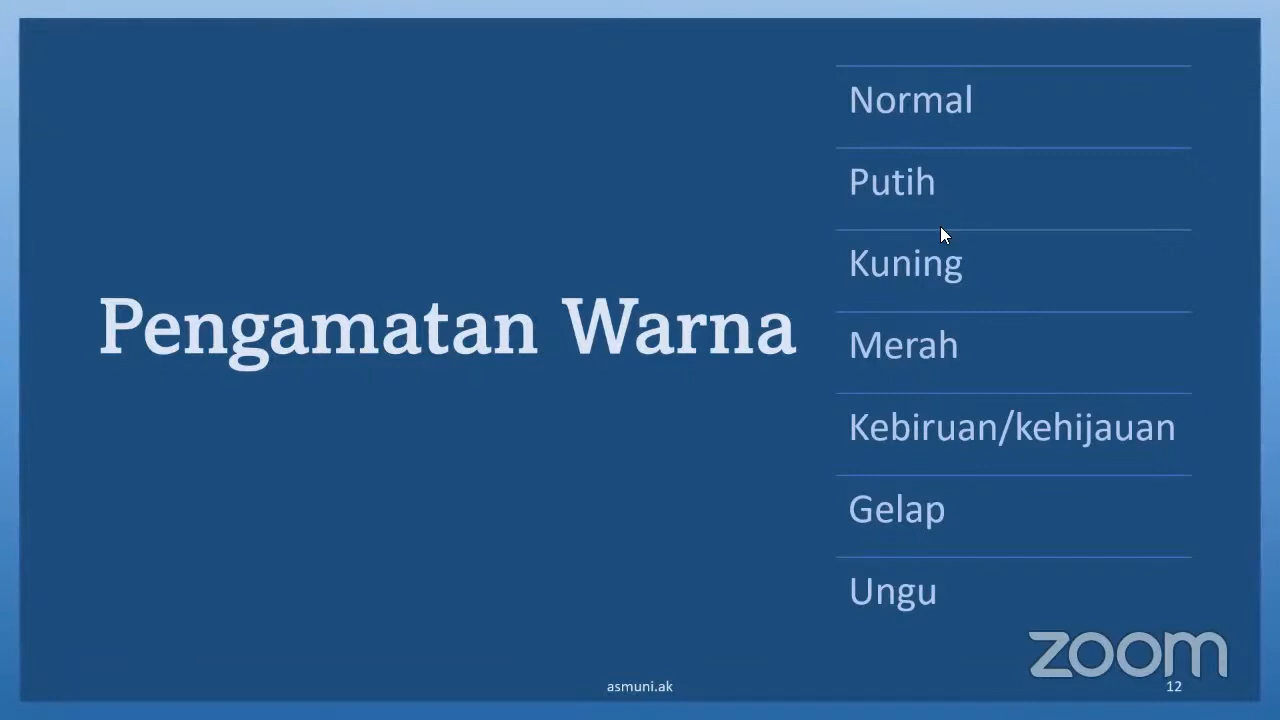 Pengamatan Warna
Normal
Putih
Kuning
Merah
Kebiruan/kehijauan
Gelap
Ungu
zoom
asmuni.ak
12